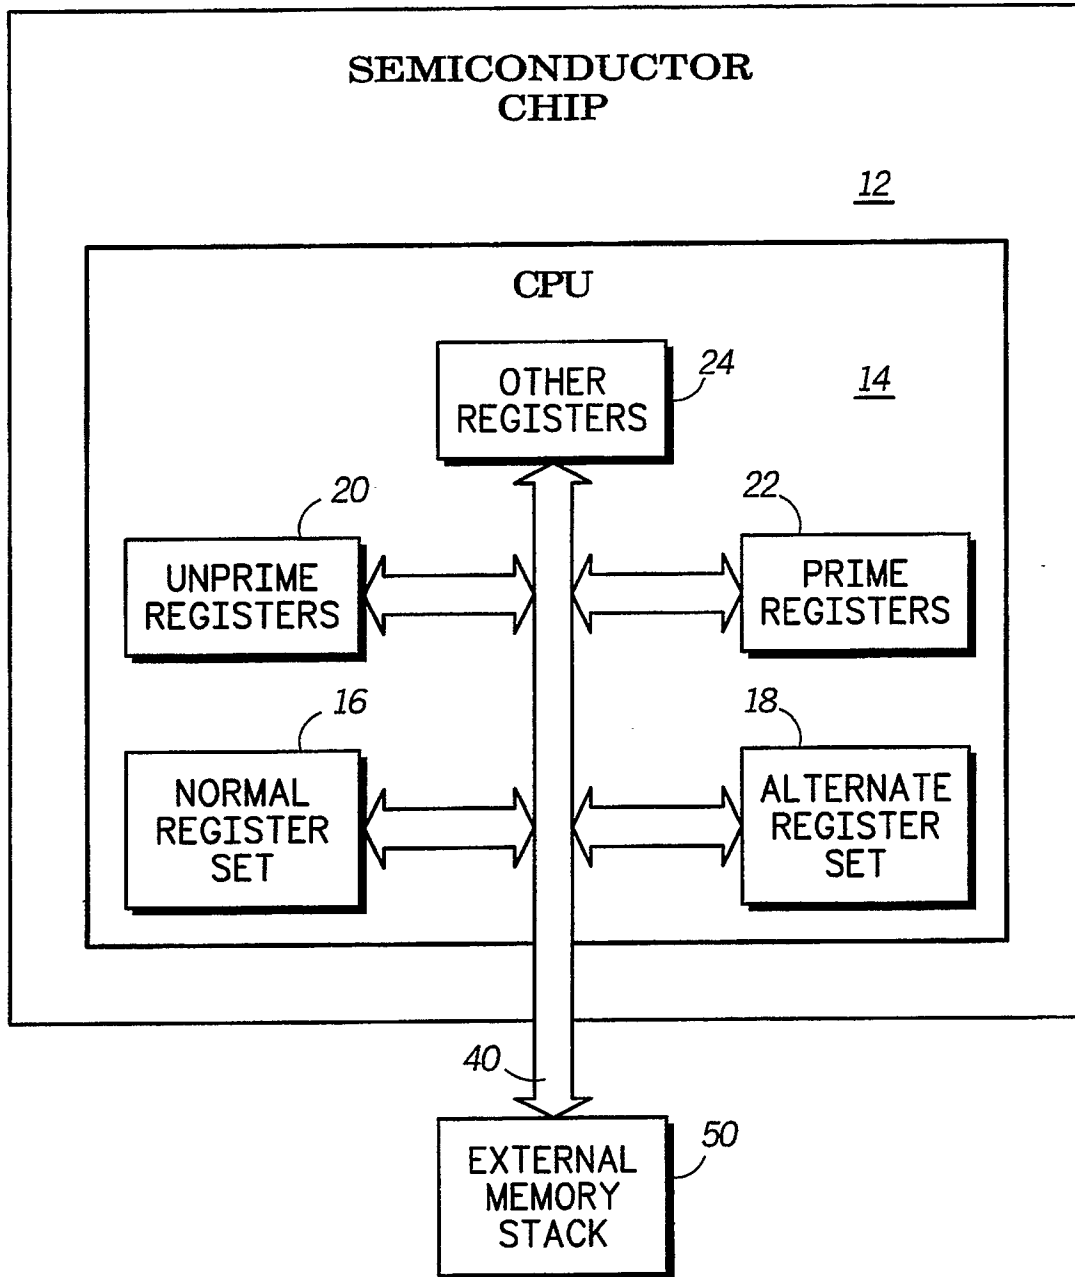 SEMICONDUCTOR
CHIP
12
CPU
14
OTHER
REGISTERS
24
20
UNPRIME
REGISTERS
22
PRIME
REGISTERS
16
NORMAL
REGISTER
SET
18
ALTERNATE
REGISTER
SET
40
EXTERNAL
MEMORY
STACK
50